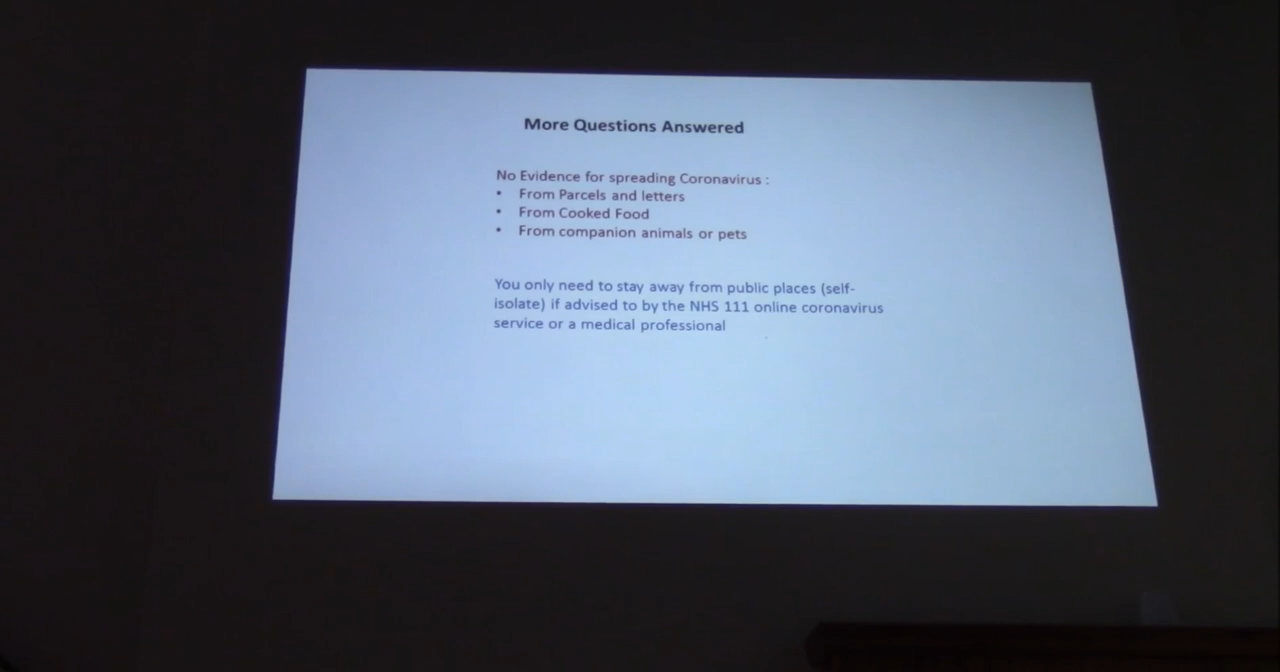 More Questions Answered
No Evidence for spreading Coronavirus :
• From Parcels and letters
• From Cooked Food
• From companion animals or pets
You only need to stay away from public places (self-
isolate) if advised to by the NHS 111 online coronavirus
service or a medical professional